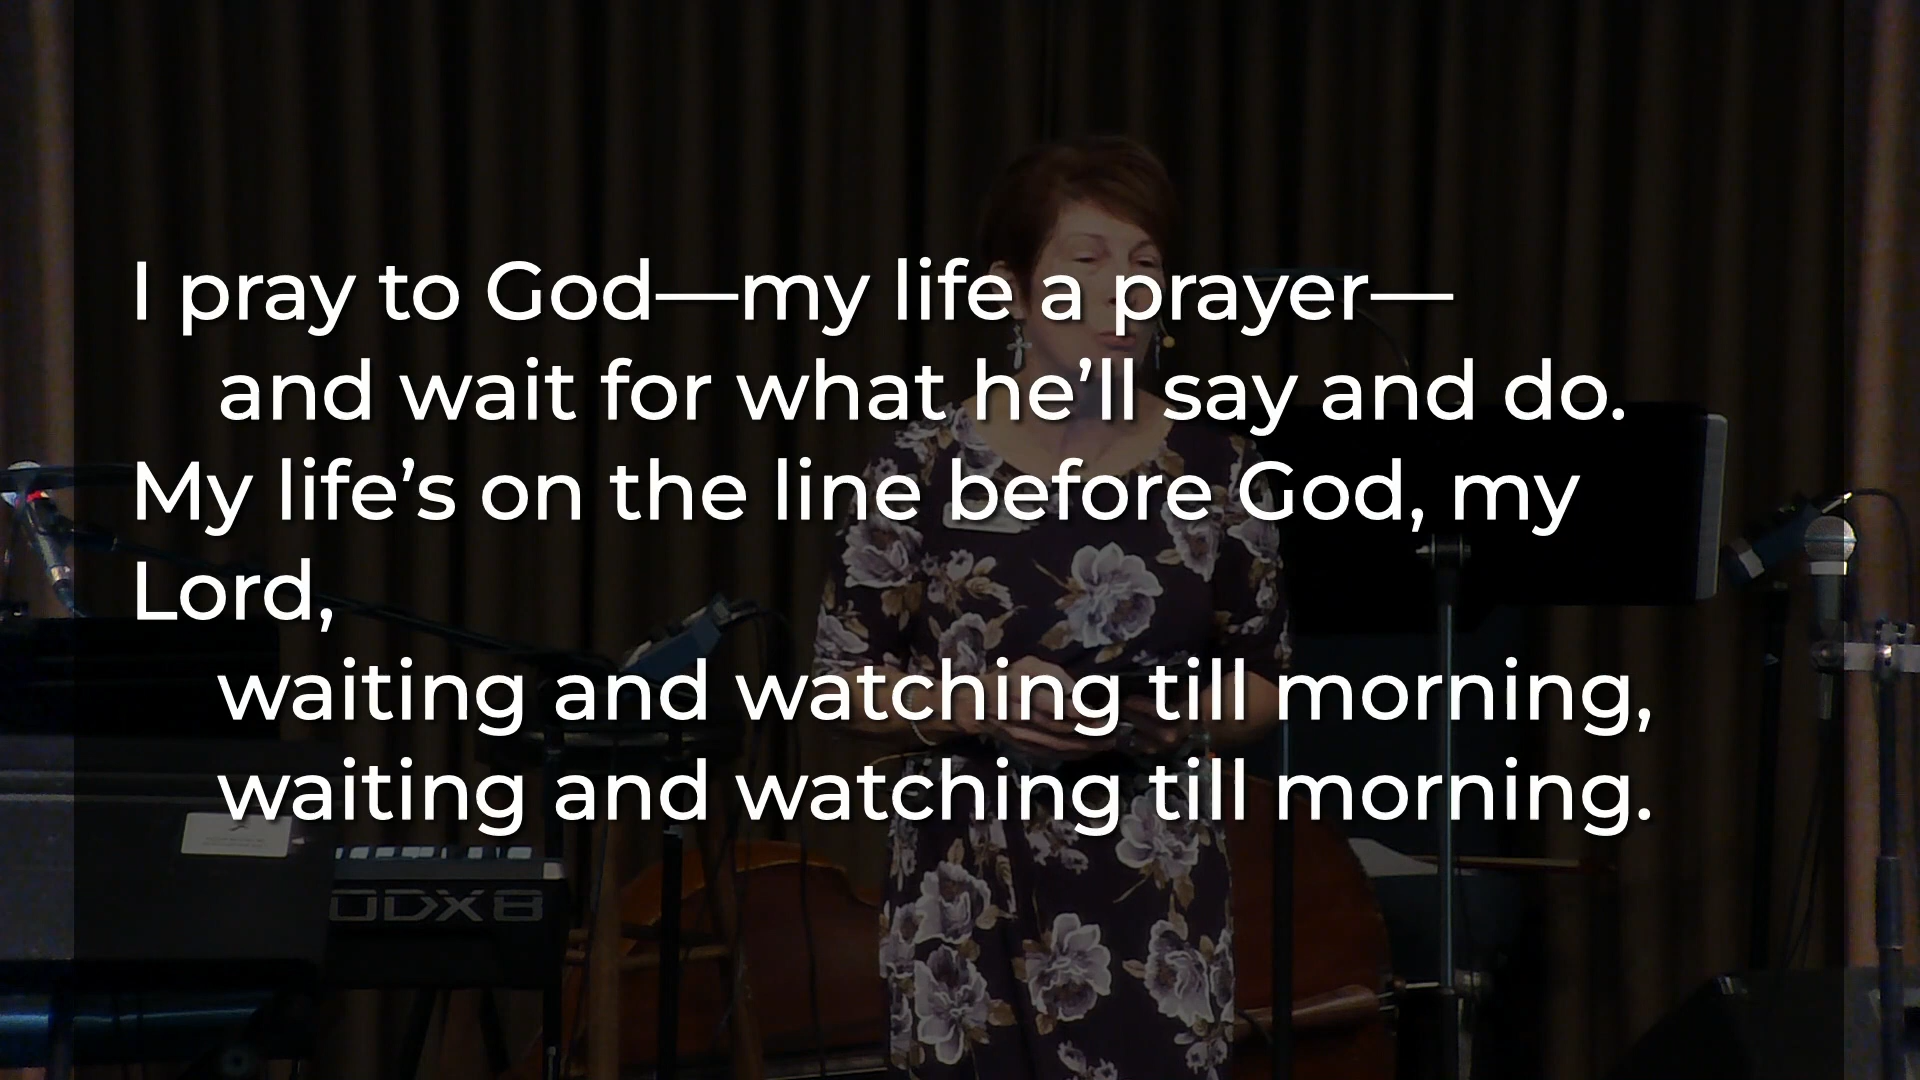 I pray to God—my life a prayer—
and wait for what he’ll say and do.
My life’s on the line before God, my
Lord,
waiting and watching till morning,
waiting and watching till morning.
ODX8